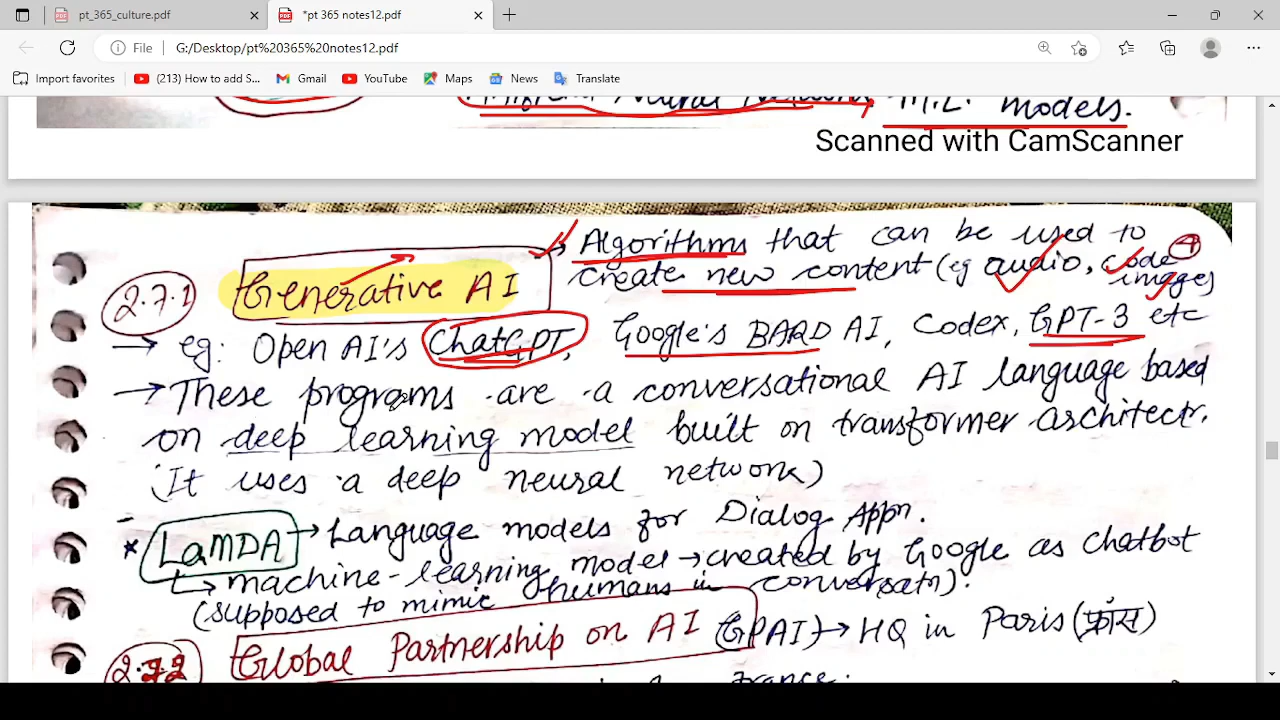 pt_365_culture.pdf
*pt 365 notes12.pdf
File
G:/Desktop/pt%20365%20notes12.pdf
Import favorites
(213) How to add S...
Gmail
YouTube
Maps
News
Translate
Artificial Neural Network, M.L. models.
Scanned with CamScanner
2.7.1 Generative AI → Algorithms that can be used to
create new content (eg audio, code
images
→ eg: Open AI's ChatGPT, Google's BARD AI, Codex, GPT-3 etc
→ These programs are a conversational AI language based
on deep learning model built on transformer architectr.
(It uses a deep neural network)
* LaMDA → Language models for Dialog Appn.
↳ machine-learning model → created by Google as chatbot
(supposed to mimic humans in conversatn).
Global Partnership on AI (GPAI) → HQ in Paris (फ्रांस)
France.